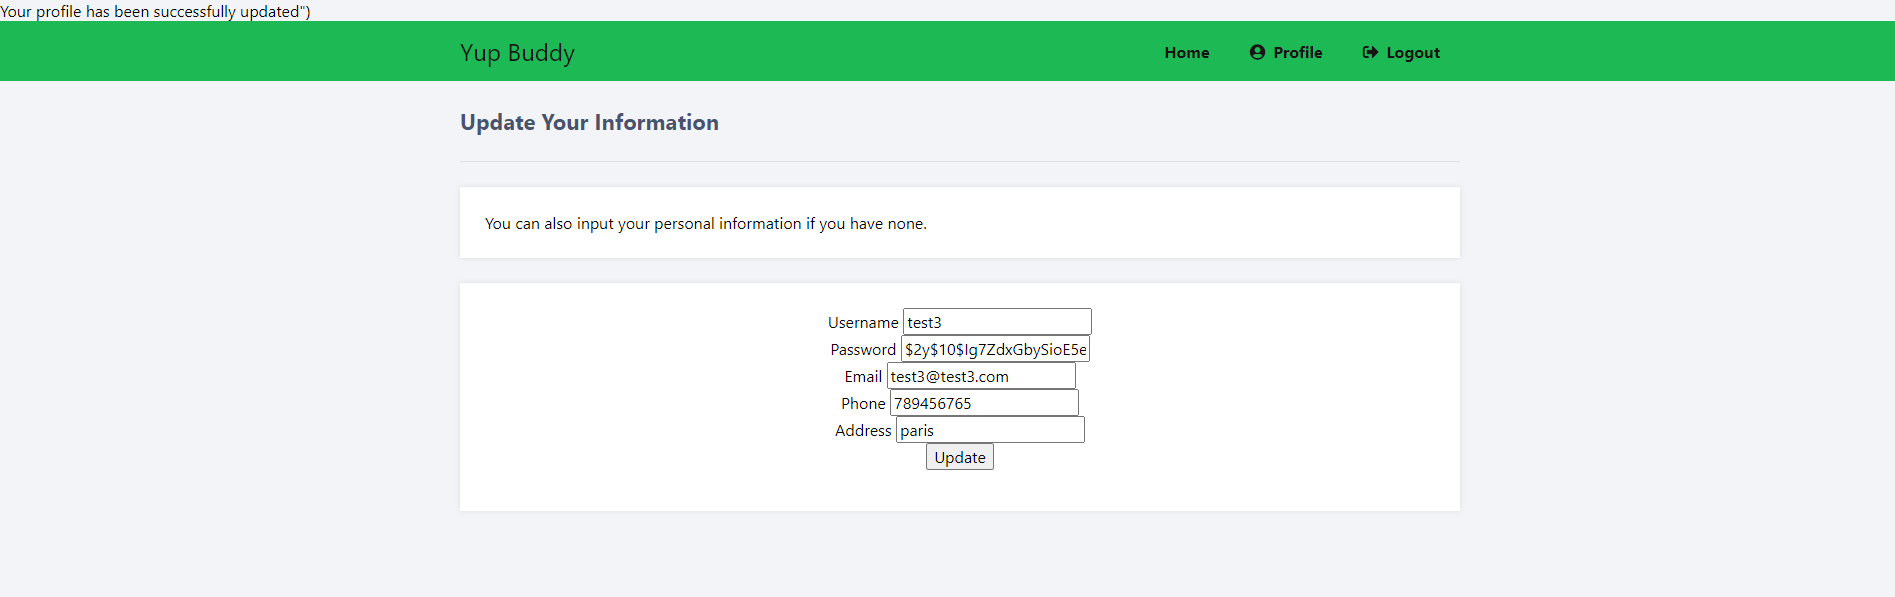 Your profile has been successfully updated")
Yup Buddy Home Profile Logout
Update Your Information
You can also input your personal information if you have none.
Username test3
Password $2y$10$Ig7ZdxGbySioE5e
Email test3@test3.com
Phone 789456765
Address paris
Update